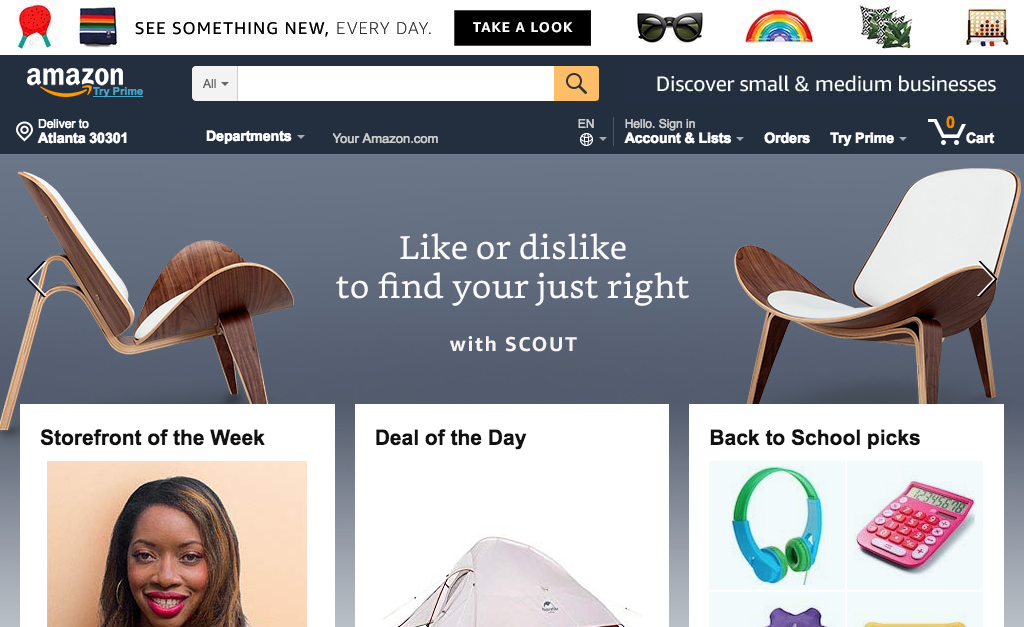 SEE SOMETHING NEW, EVERY DAY.
TAKE A LOOK
amazon
Try Prime
All
Discover small & medium businesses
Deliver to
Atlanta 30301
Departments
Your Amazon.com
EN
Hello. Sign in
Account & Lists
Orders
Try Prime
0
Cart
Like or dislike
to find your just right
with SCOUT
Storefront of the Week
Deal of the Day
Back to School picks